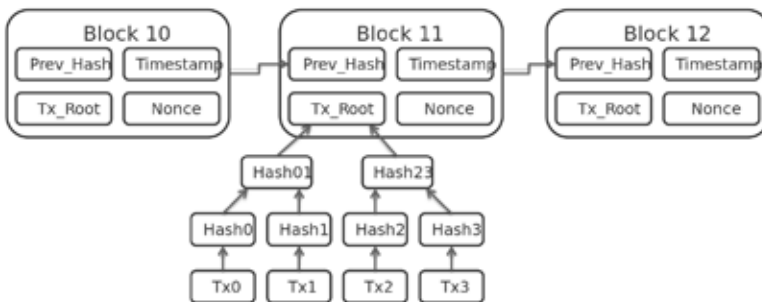 Block 10 Block 11 Block 12
Prev_Hash Timestamp Prev_Hash Timestamp Prev_Hash Timestamp
Tx_Root Nonce Tx_Root Nonce Tx_Root Nonce
Hash01 Hash23
Hash0 Hash1 Hash2 Hash3
Tx0 Tx1 Tx2 Tx3